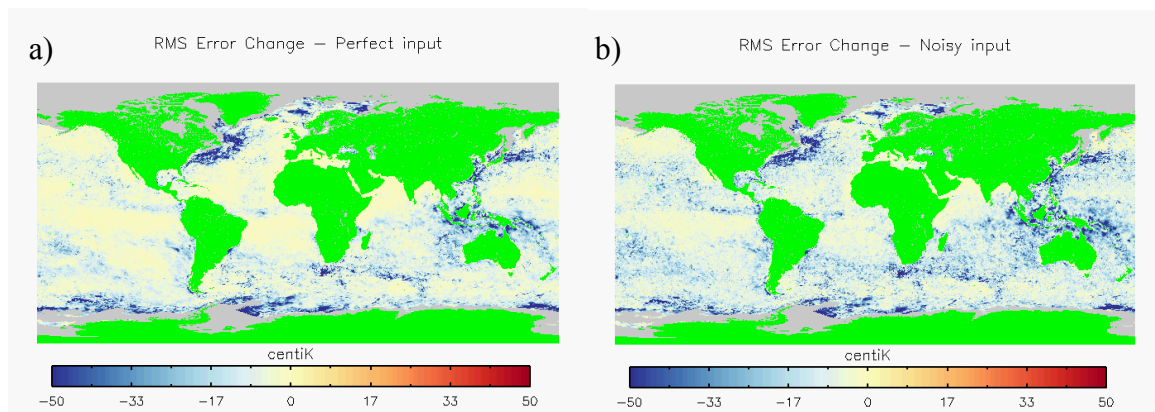 a)
RMS Error Change – Perfect input
centiK
-50 -33 -17 0 17 33 50
b)
RMS Error Change – Noisy input
centiK
-50 -33 -17 0 17 33 50